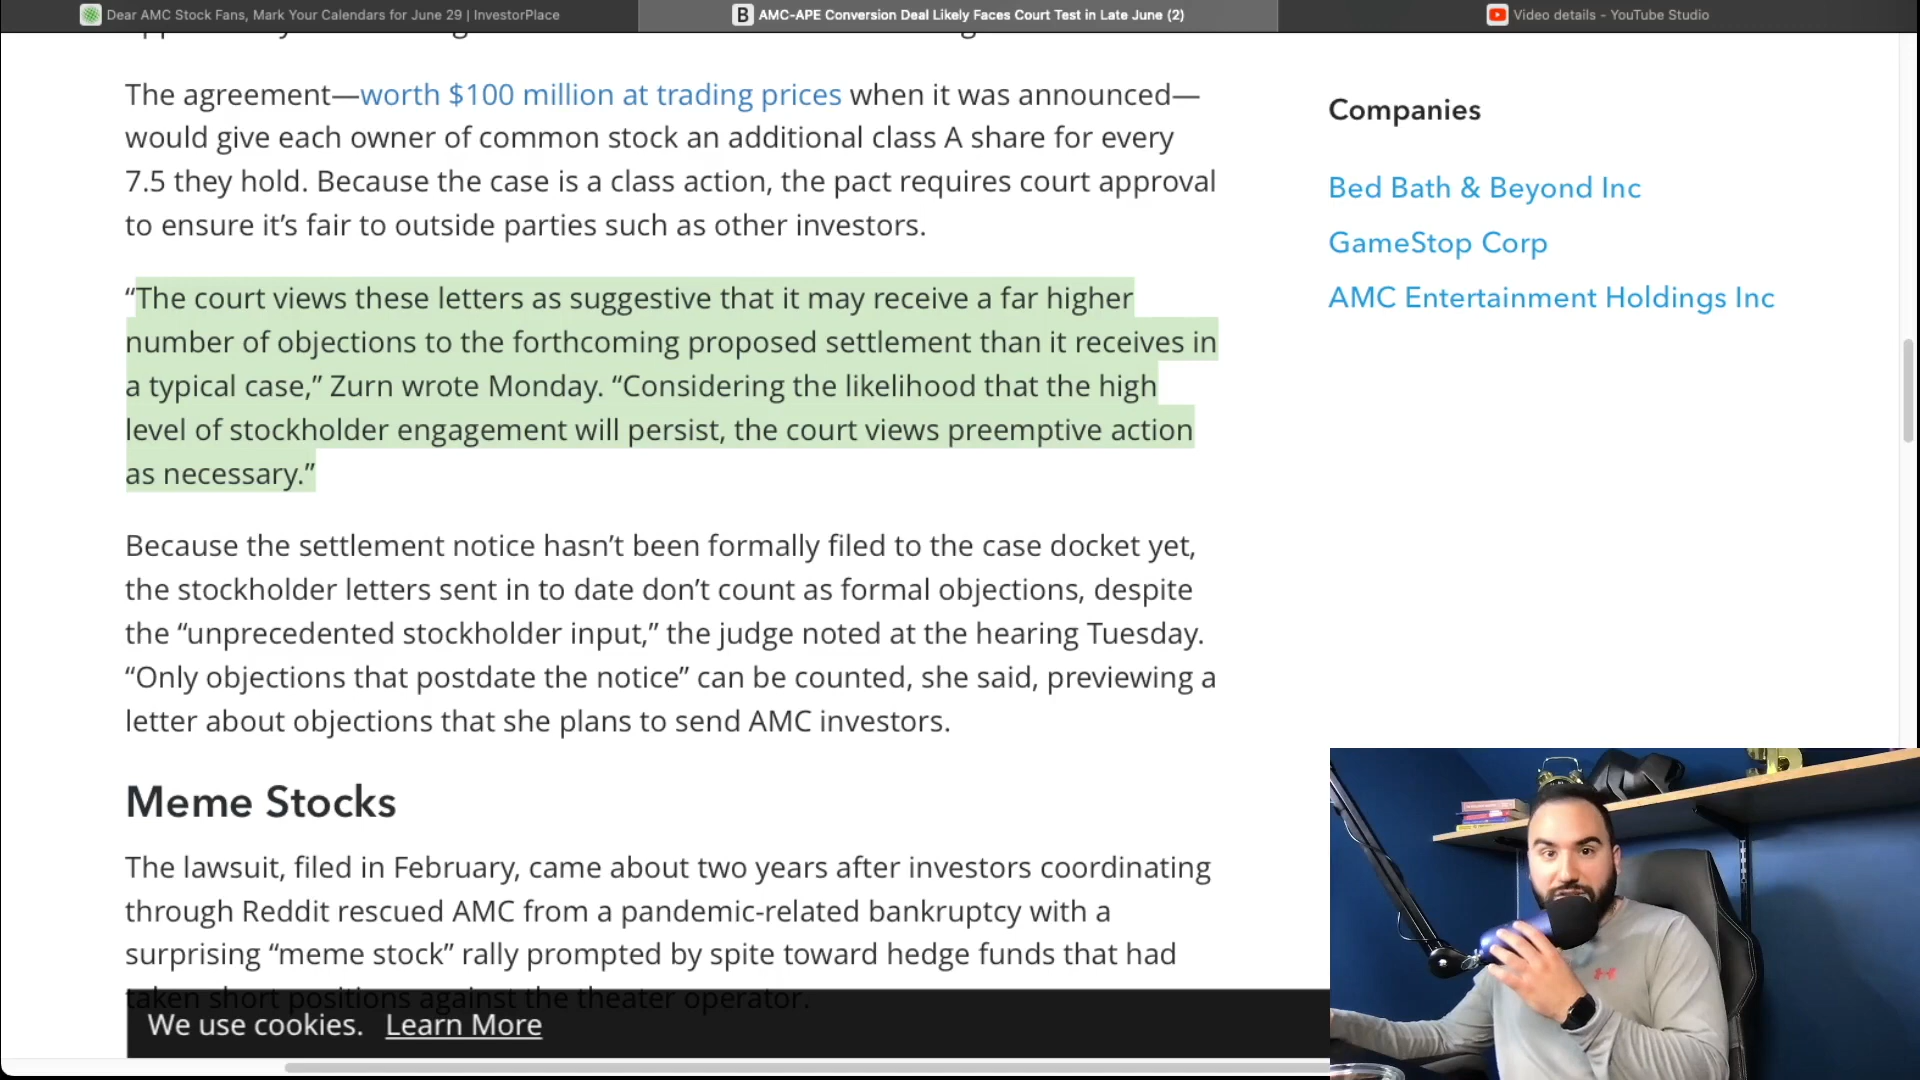 Dear AMC Stock Fans, Mark Your Calendars for June 29 | InvestorPlace
B AMC-APE Conversion Deal Likely Faces Court Test in Late June (2)
Video details - YouTube Studio
The agreement—worth $100 million at trading prices when it was announced—
would give each owner of common stock an additional class A share for every
7.5 they hold. Because the case is a class action, the pact requires court approval
to ensure it’s fair to outside parties such as other investors.
“The court views these letters as suggestive that it may receive a far higher
number of objections to the forthcoming proposed settlement than it receives in
a typical case,” Zurn wrote Monday. “Considering the likelihood that the high
level of stockholder engagement will persist, the court views preemptive action
as necessary.”
Because the settlement notice hasn’t been formally filed to the case docket yet,
the stockholder letters sent in to date don’t count as formal objections, despite
the “unprecedented stockholder input,” the judge noted at the hearing Tuesday.
“Only objections that postdate the notice” can be counted, she said, previewing a
letter about objections that she plans to send AMC investors.
Meme Stocks
The lawsuit, filed in February, came about two years after investors coordinating
through Reddit rescued AMC from a pandemic-related bankruptcy with a
surprising “meme stock” rally prompted by spite toward hedge funds that had
taken short positions against the theater operator.
We use cookies. Learn More
Companies
Bed Bath & Beyond Inc
GameStop Corp
AMC Entertainment Holdings Inc